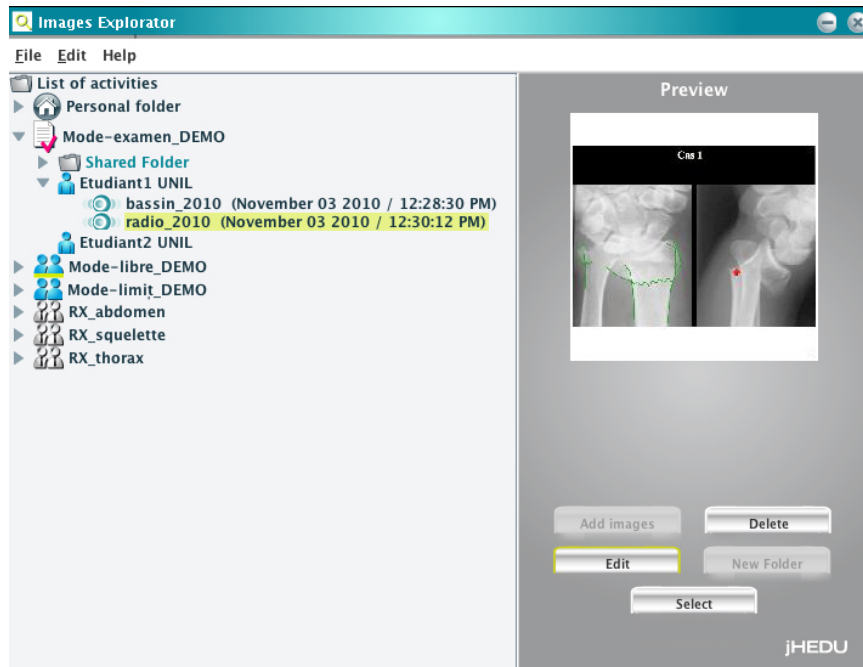 Images Explorator
File Edit Help
List of activities
Personal folder
Mode-examen_DEMO
Shared Folder
Etudiant1 UNIL
bassin_2010 (November 03 2010 / 12:28:30 PM)
radio_2010 (November 03 2010 / 12:30:12 PM)
Etudiant2 UNIL
Mode-libre_DEMO
Mode-limit_DEMO
RX_abdomen
RX_squelette
RX_thorax
Preview
Cas 1
Add images Delete
Edit New Folder
Select
jHEDU